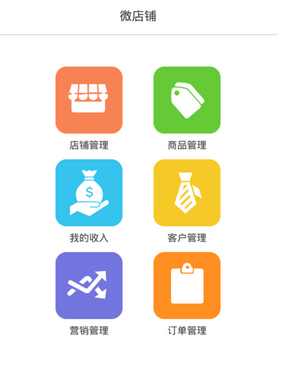 微店铺
店铺管理
商品管理
我的收入
客户管理
营销管理
订单管理